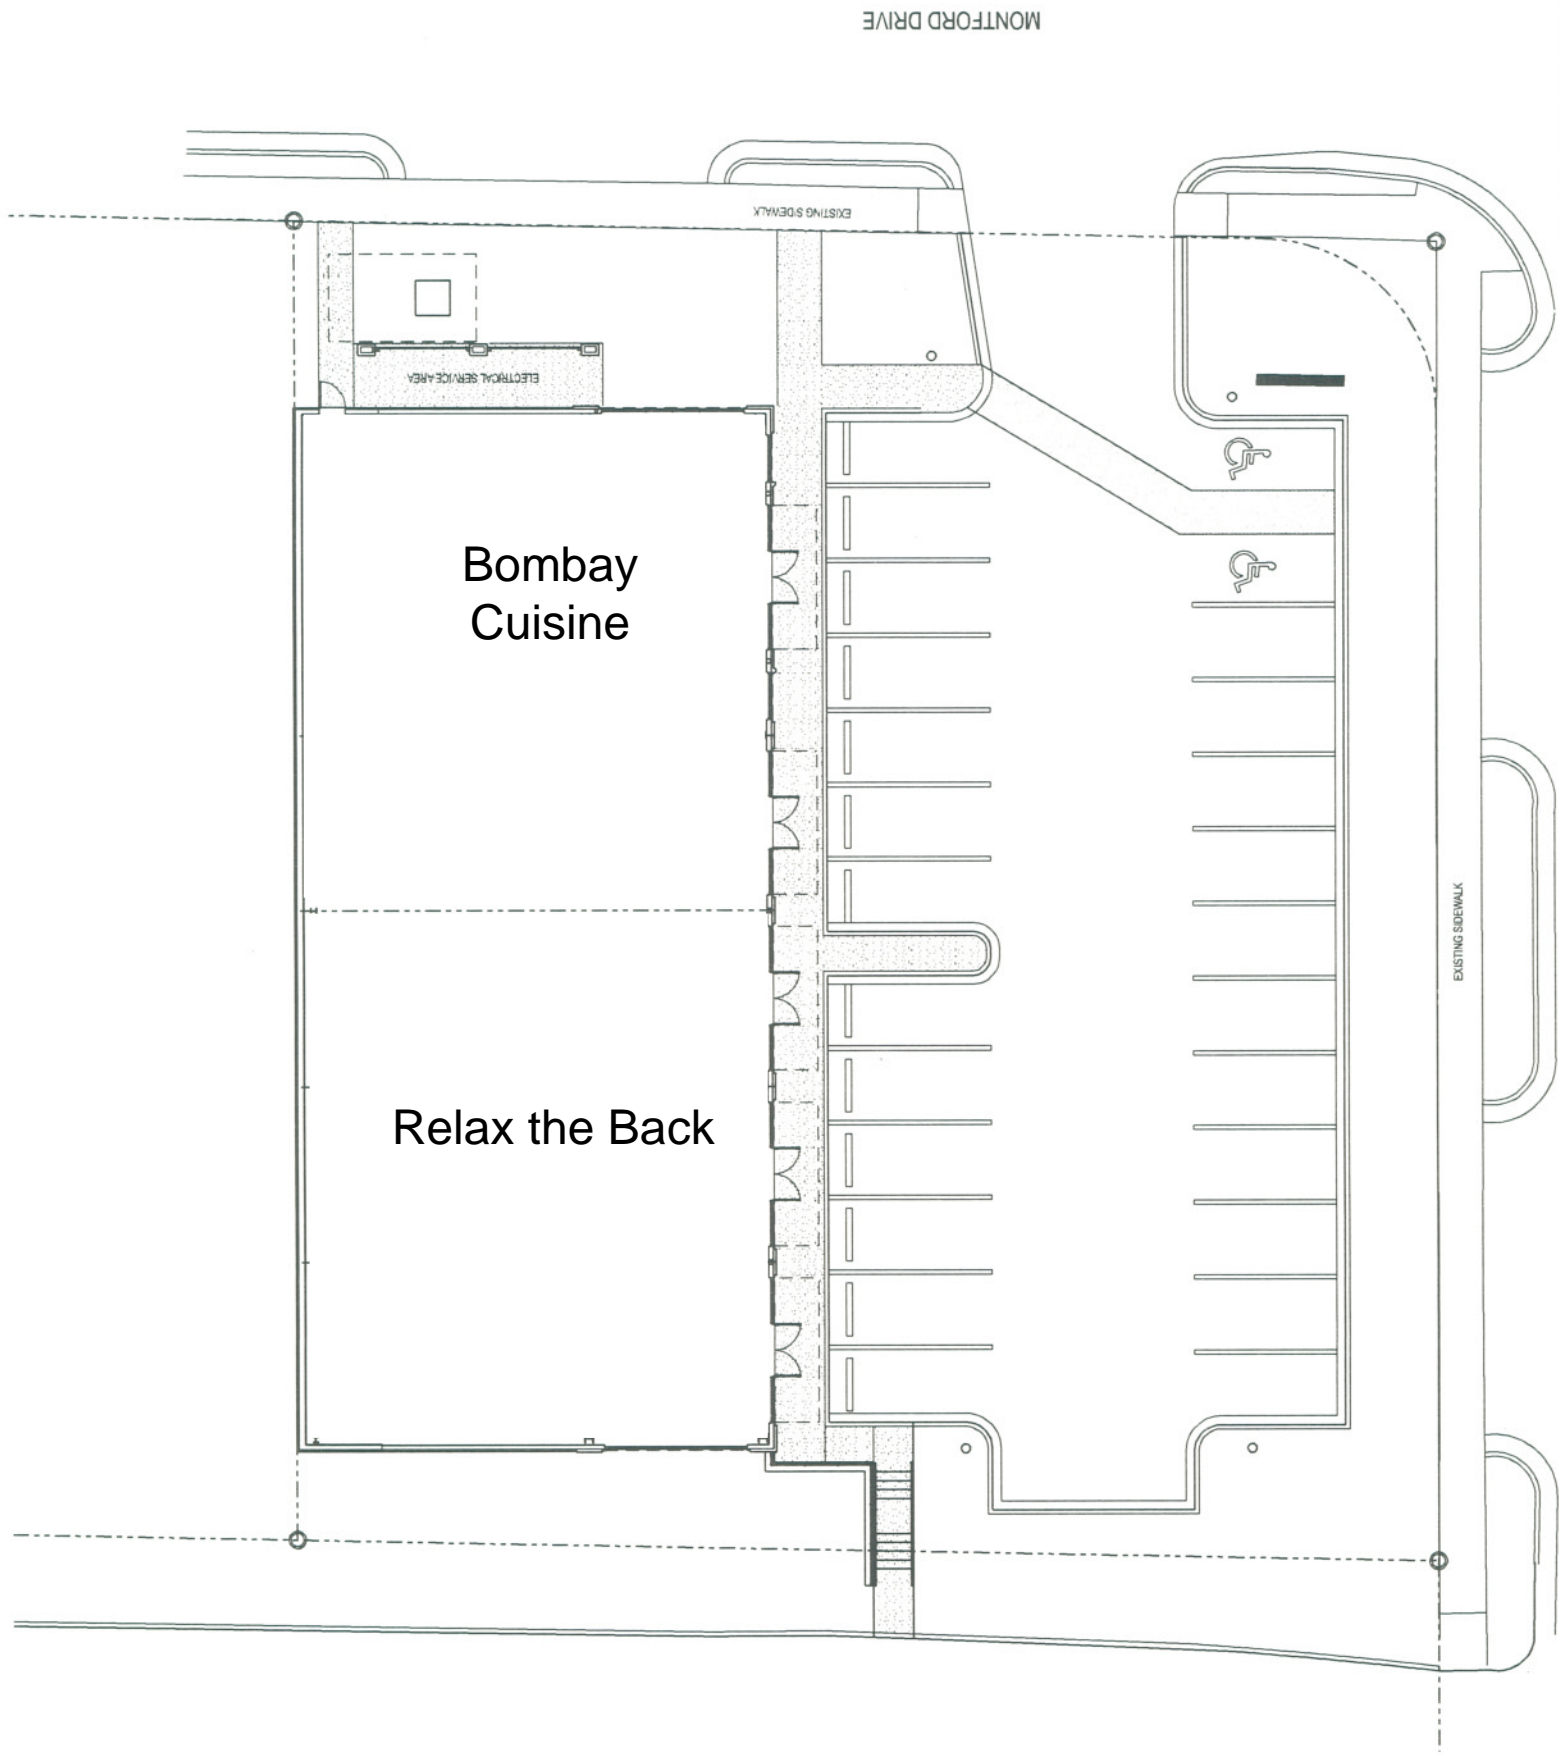 MONTFORD DRIVE
EXISTING SIDEWALK
ELECTRICAL SERVICE AREA
Bombay
Cuisine
EXISTING SIDEWALK
Relax the Back